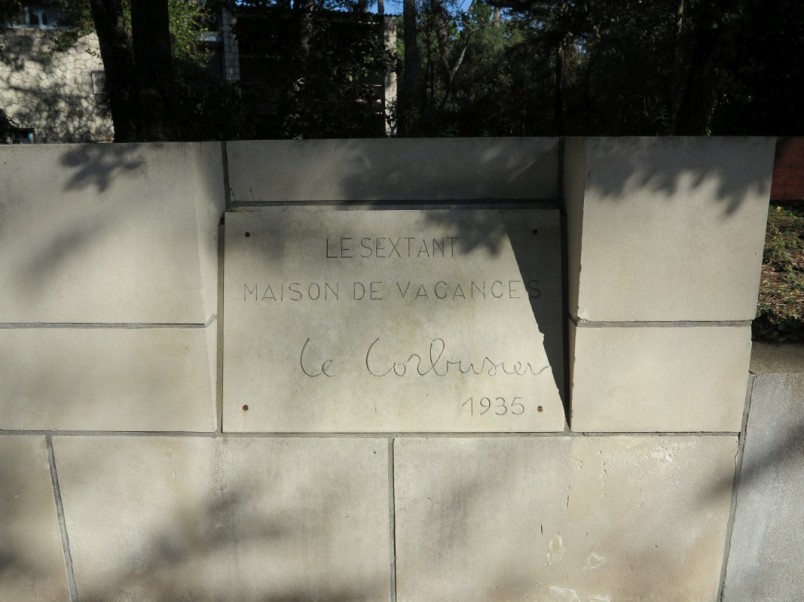 LE SEXTANT
MAISON DE VACANCES
Le Corbusier
1935